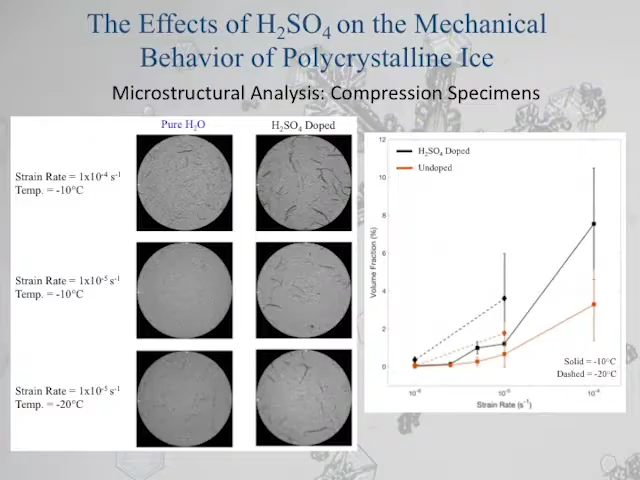 The Effects of H₂SO₄ on the Mechanical
Behavior of Polycrystalline Ice
Microstructural Analysis: Compression Specimens
Pure H₂O
H₂SO₄ Doped
Strain Rate = 1x10⁻⁴ s⁻¹
Temp. = -10°C
Strain Rate = 1x10⁻⁵ s⁻¹
Temp. = -10°C
Strain Rate = 1x10⁻⁵ s⁻¹
Temp. = -20°C
H₂SO₄ Doped
Undoped
Volume Fraction (%)
12
10
8
6
4
2
0
Solid = -10°C
Dashed = -20°C
10⁻⁶
10⁻⁵
10⁻⁴
Strain Rate (s⁻¹)